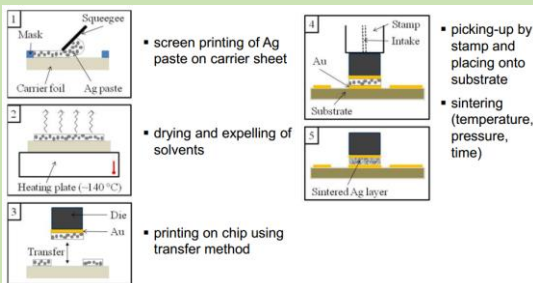 1
Squeegee
Mask
Carrier foil
Ag paste
▪ screen printing of Ag
paste on carrier sheet
2
Heating plate (~140 °C)
▪ drying and expelling of
solvents
3
Die
Au
Transfer
▪ printing on chip using
transfer method
4
Stamp
Intake
Au
Substrate
▪ picking-up by
stamp and
placing onto
substrate
5
Sintered Ag layer
▪ sintering
(temperature,
pressure,
time)